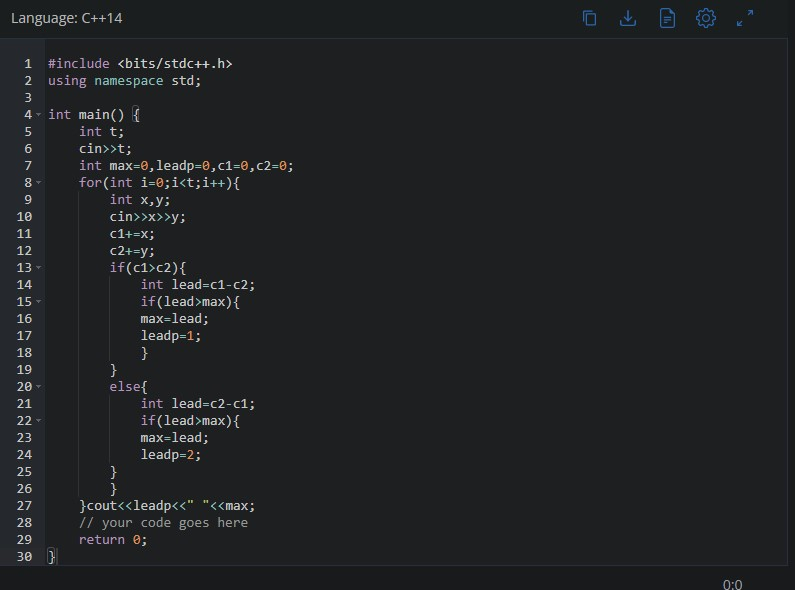 Language: C++14
1 #include <bits/stdc++.h>
2 using namespace std;
3
4 int main() {
5     int t;
6     cin>>t;
7     int max=0,leadp=0,c1=0,c2=0;
8     for(int i=0;i<t;i++){
9         int x,y;
10         cin>>x>>y;
11         c1+=x;
12         c2+=y;
13         if(c1>c2){
14             int lead=c1-c2;
15             if(lead>max){
16             max=lead;
17             leadp=1;
18             }
19         }
20         else{
21             int lead=c2-c1;
22             if(lead>max){
23             max=lead;
24             leadp=2;
25         }
26         }
27     }cout<<leadp<<" "<<max;
28     // your code goes here
29     return 0;
30 }
0:0